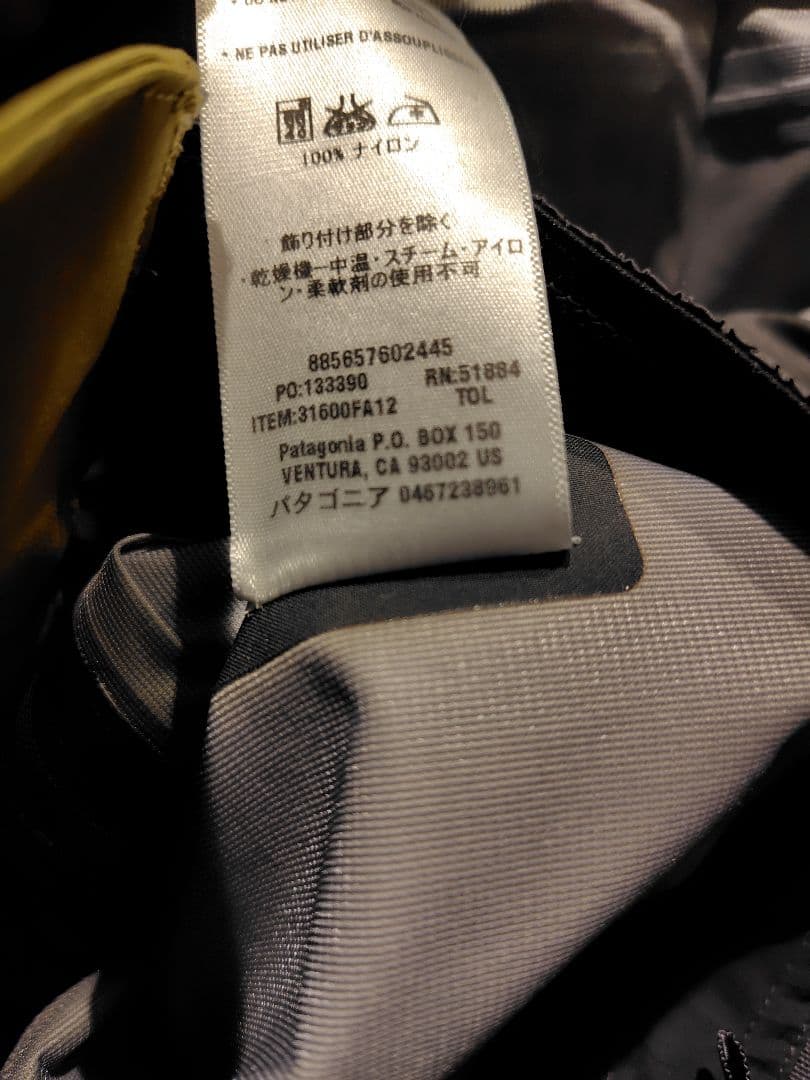 * NE PAS UTILISER D'ASSOUPLISSE
100% ナイロン
飾り付け部分を除く
・乾燥機一中温・スチーム・アイロ
ン・柔軟剤の使用不可
885657602445
PO:133390 RN:51884
ITEM:31600FA12 TOL
Patagonia P.O. BOX 150
VENTURA, CA 93002 US
パタゴニア 0467238961